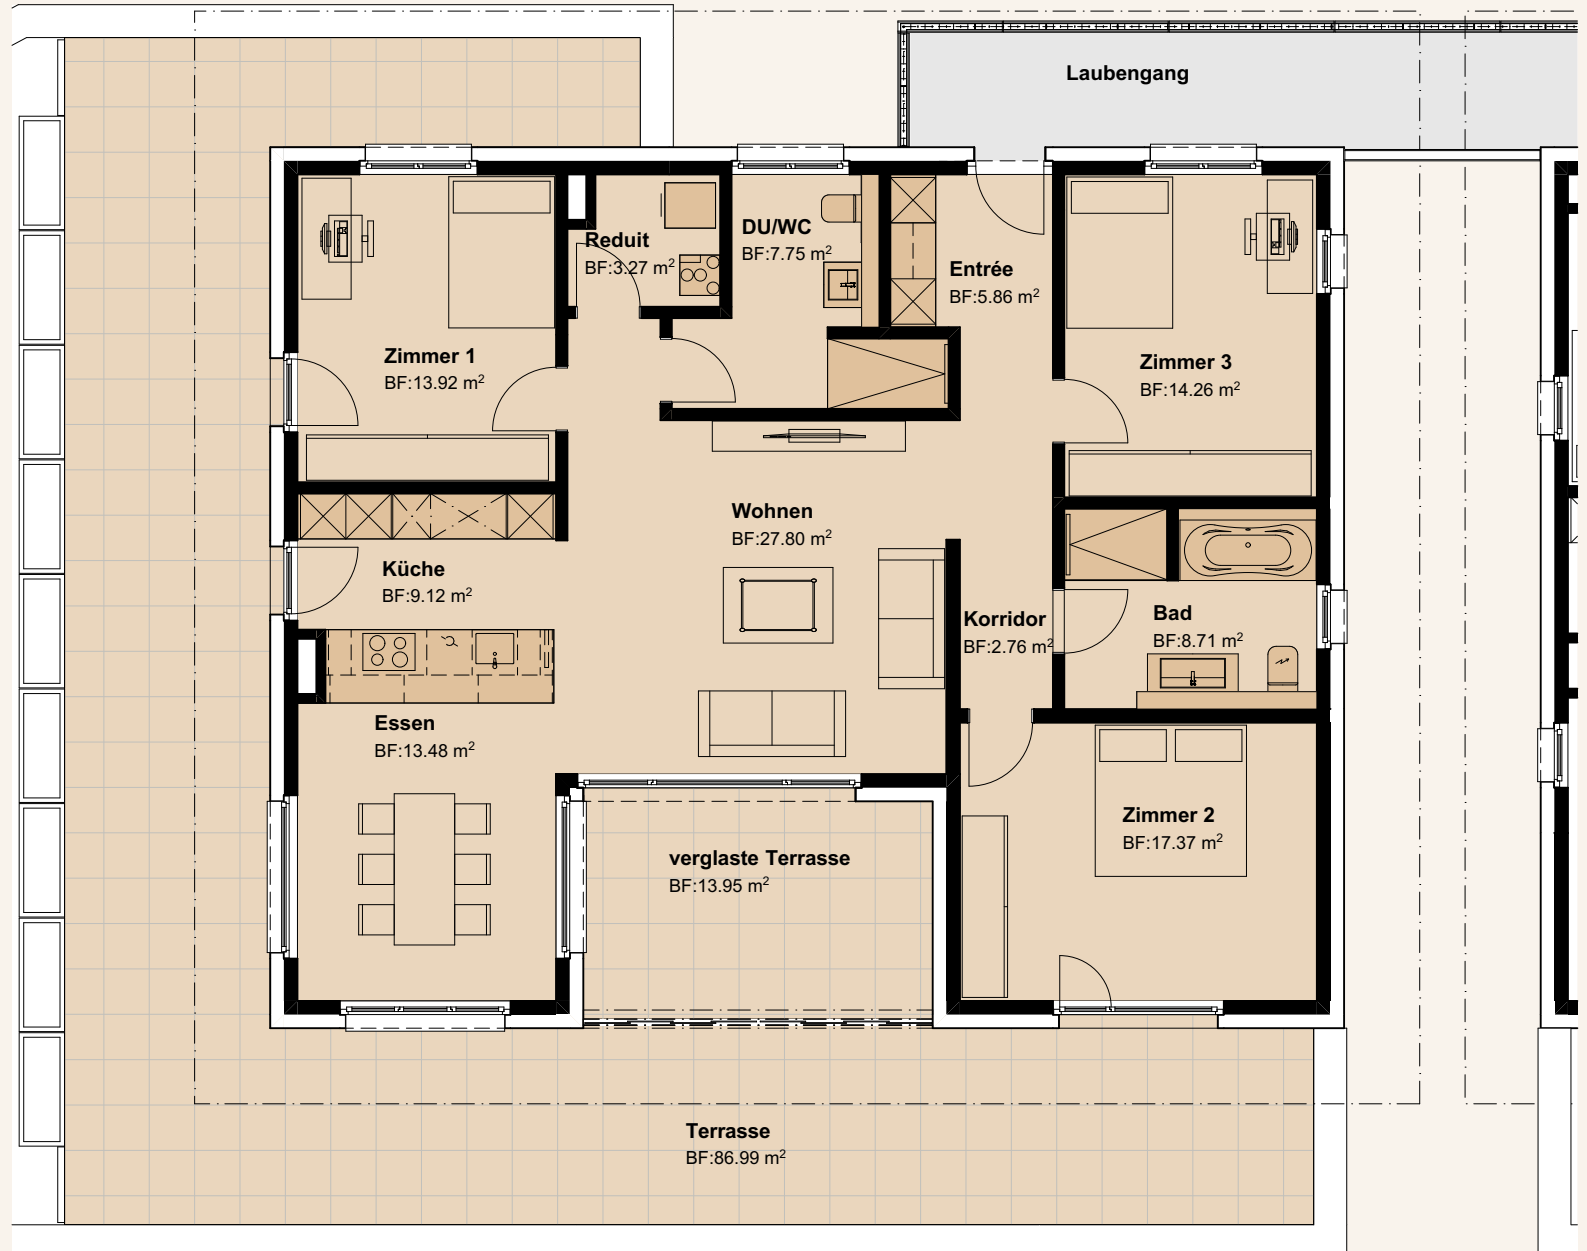 Laubengang
Reduit
BF:3.27 m²
DU/WC
BF:7.75 m²
Entrée
BF:5.86 m²
Zimmer 1
BF:13.92 m²
Zimmer 3
BF:14.26 m²
Wohnen
BF:27.80 m²
Küche
BF:9.12 m²
Korridor
BF:2.76 m²
Bad
BF:8.71 m²
Essen
BF:13.48 m²
Zimmer 2
BF:17.37 m²
verglaste Terrasse
BF:13.95 m²
Terrasse
BF:86.99 m²